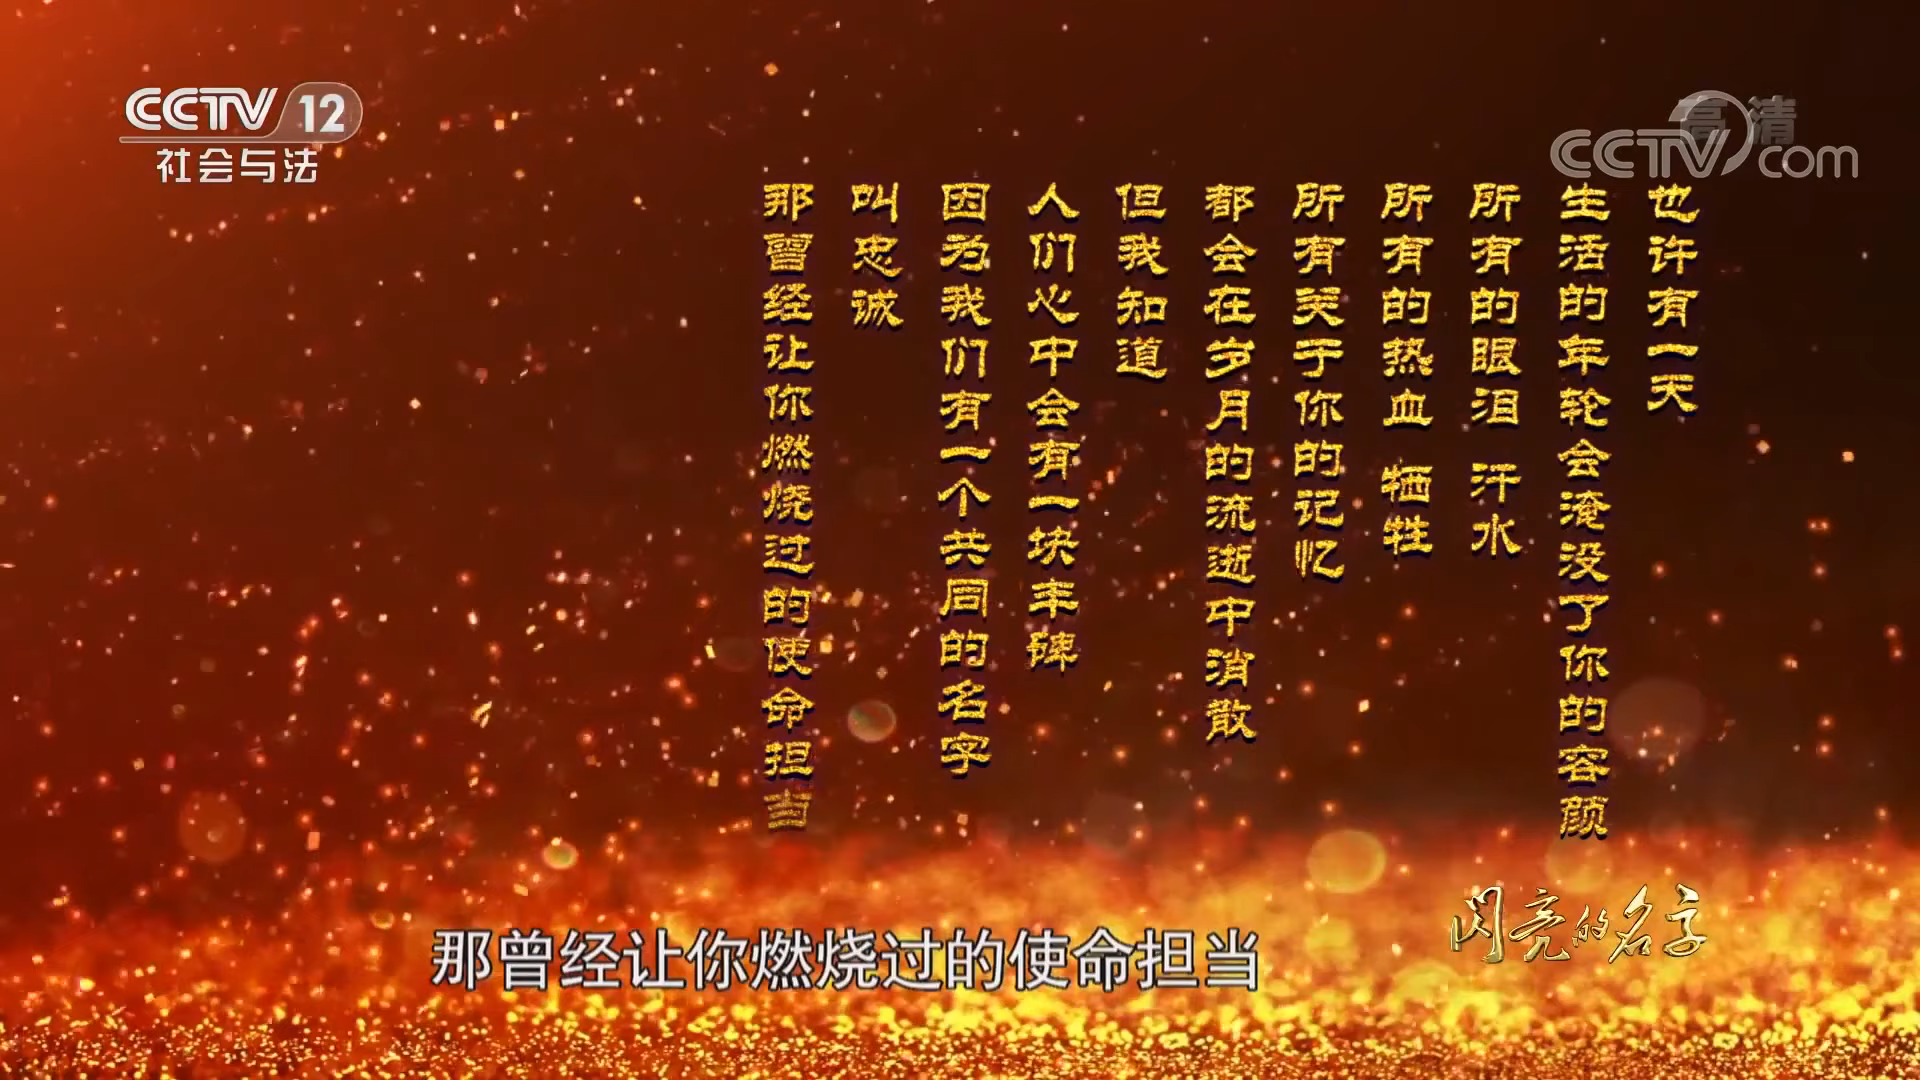 CCTV 12
社会与法
高清
CCTV com
也许有一天
生活的年轮会淹没了你的容颜
所有的眼泪 汗水
所有的热血 牺牲
所有关于你的记忆
都会在岁月的流逝中消散
但我知道
人们心中会有一块丰碑
因为我们有一个共同的名字
叫忠诚
那曾经让你燃烧过的使命担当
闪亮的名字
那曾经让你燃烧过的使命担当